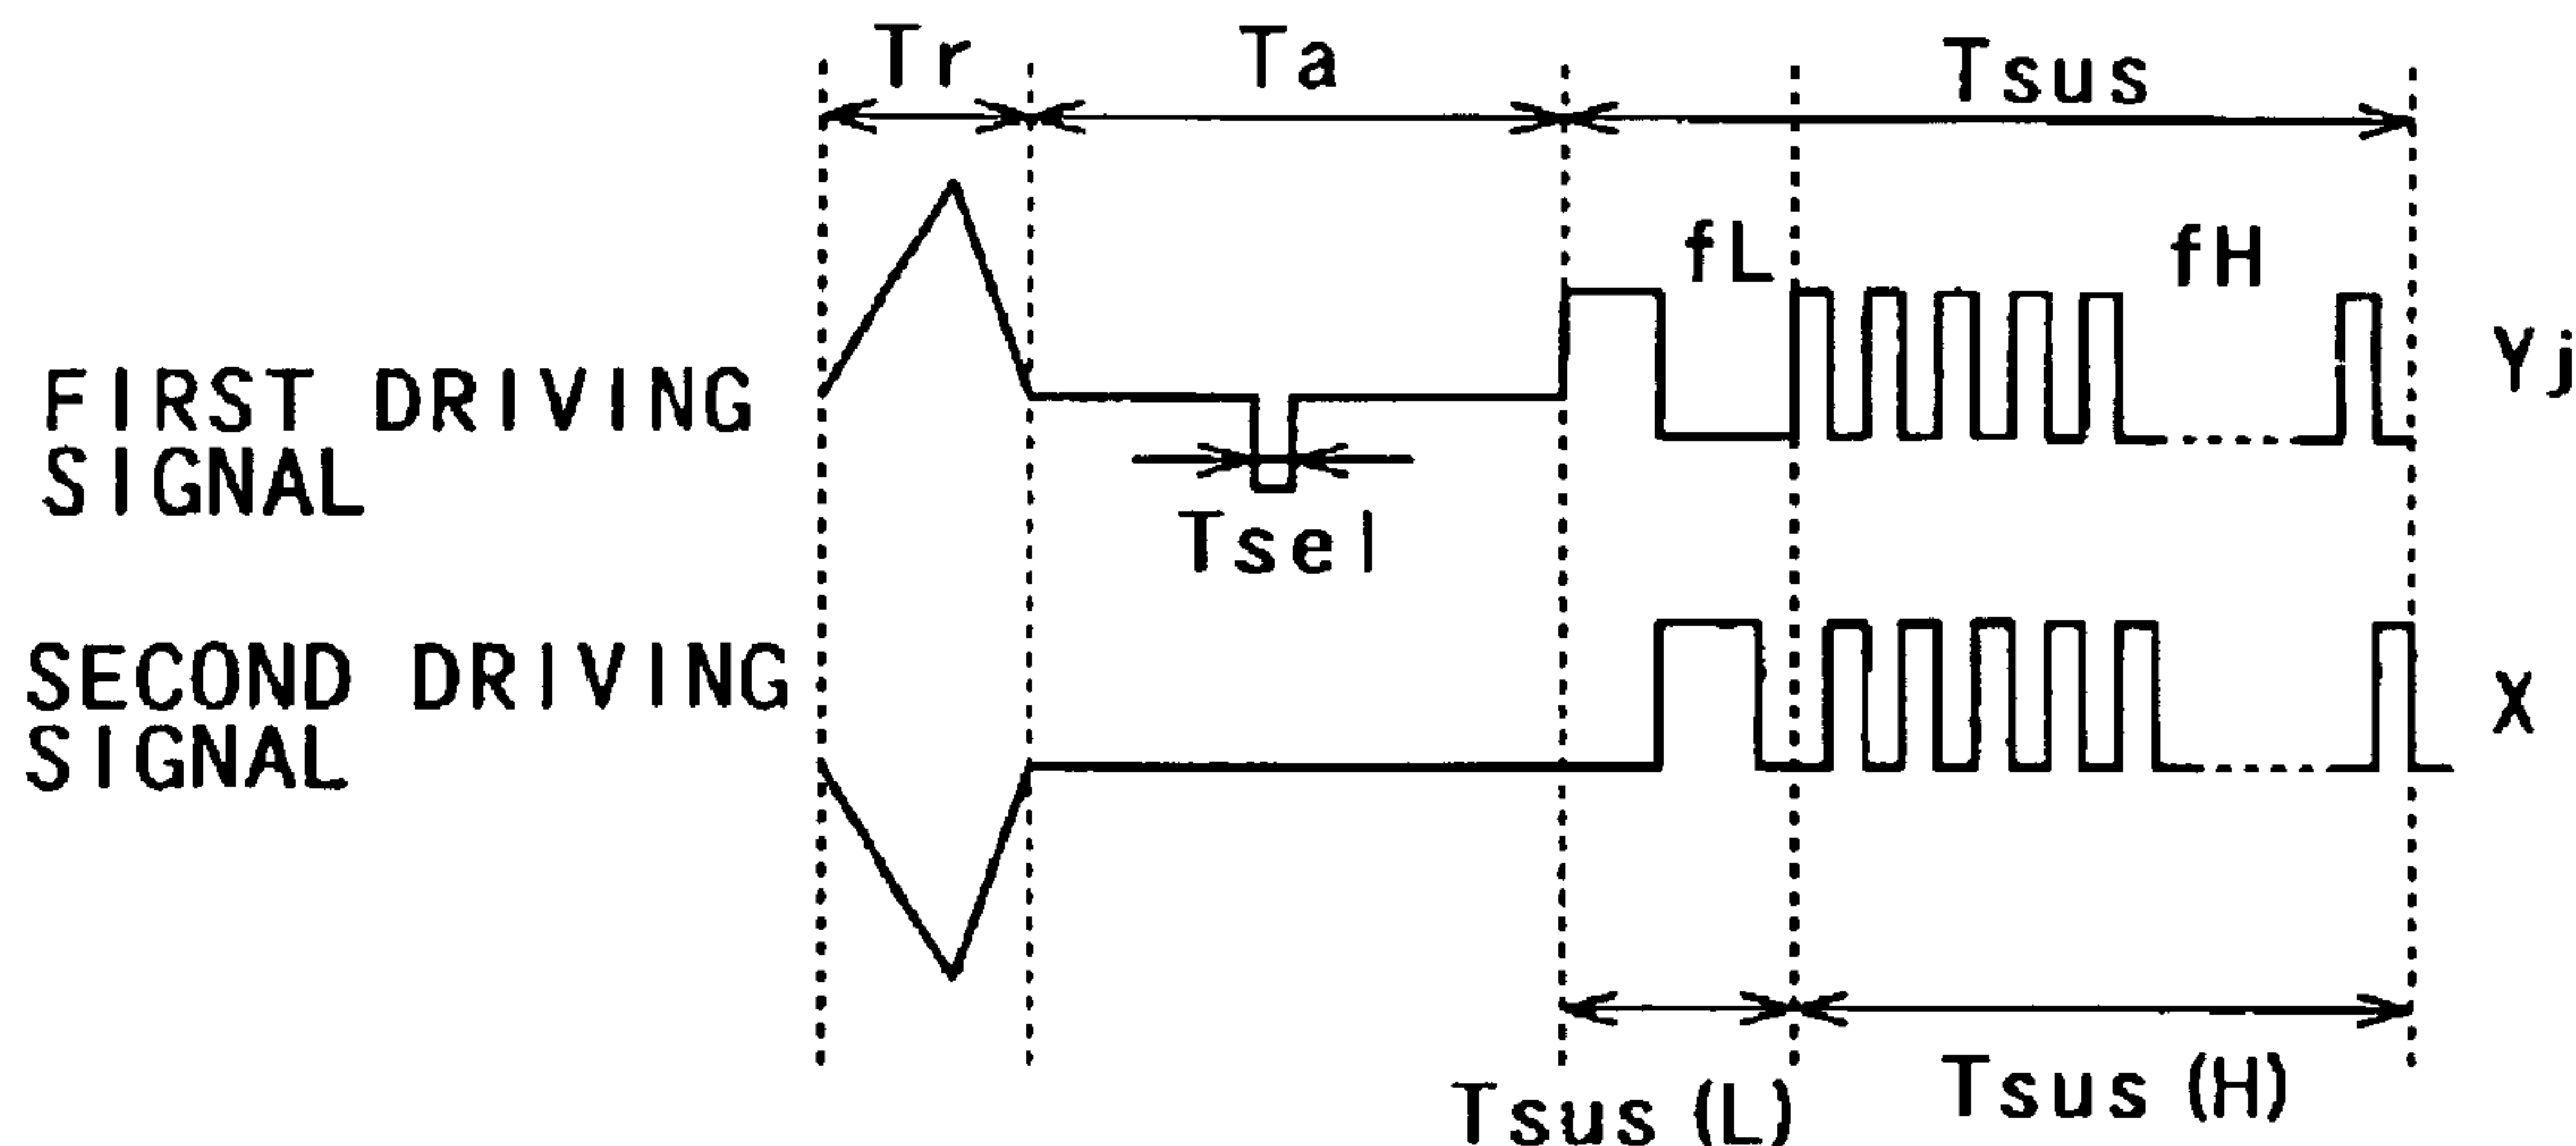 Tr
Ta
Tsus
fL
fH
FIRST DRIVING
SIGNAL
Yj
Tsel
SECOND DRIVING
SIGNAL
X
Tsus (L)
Tsus (H)